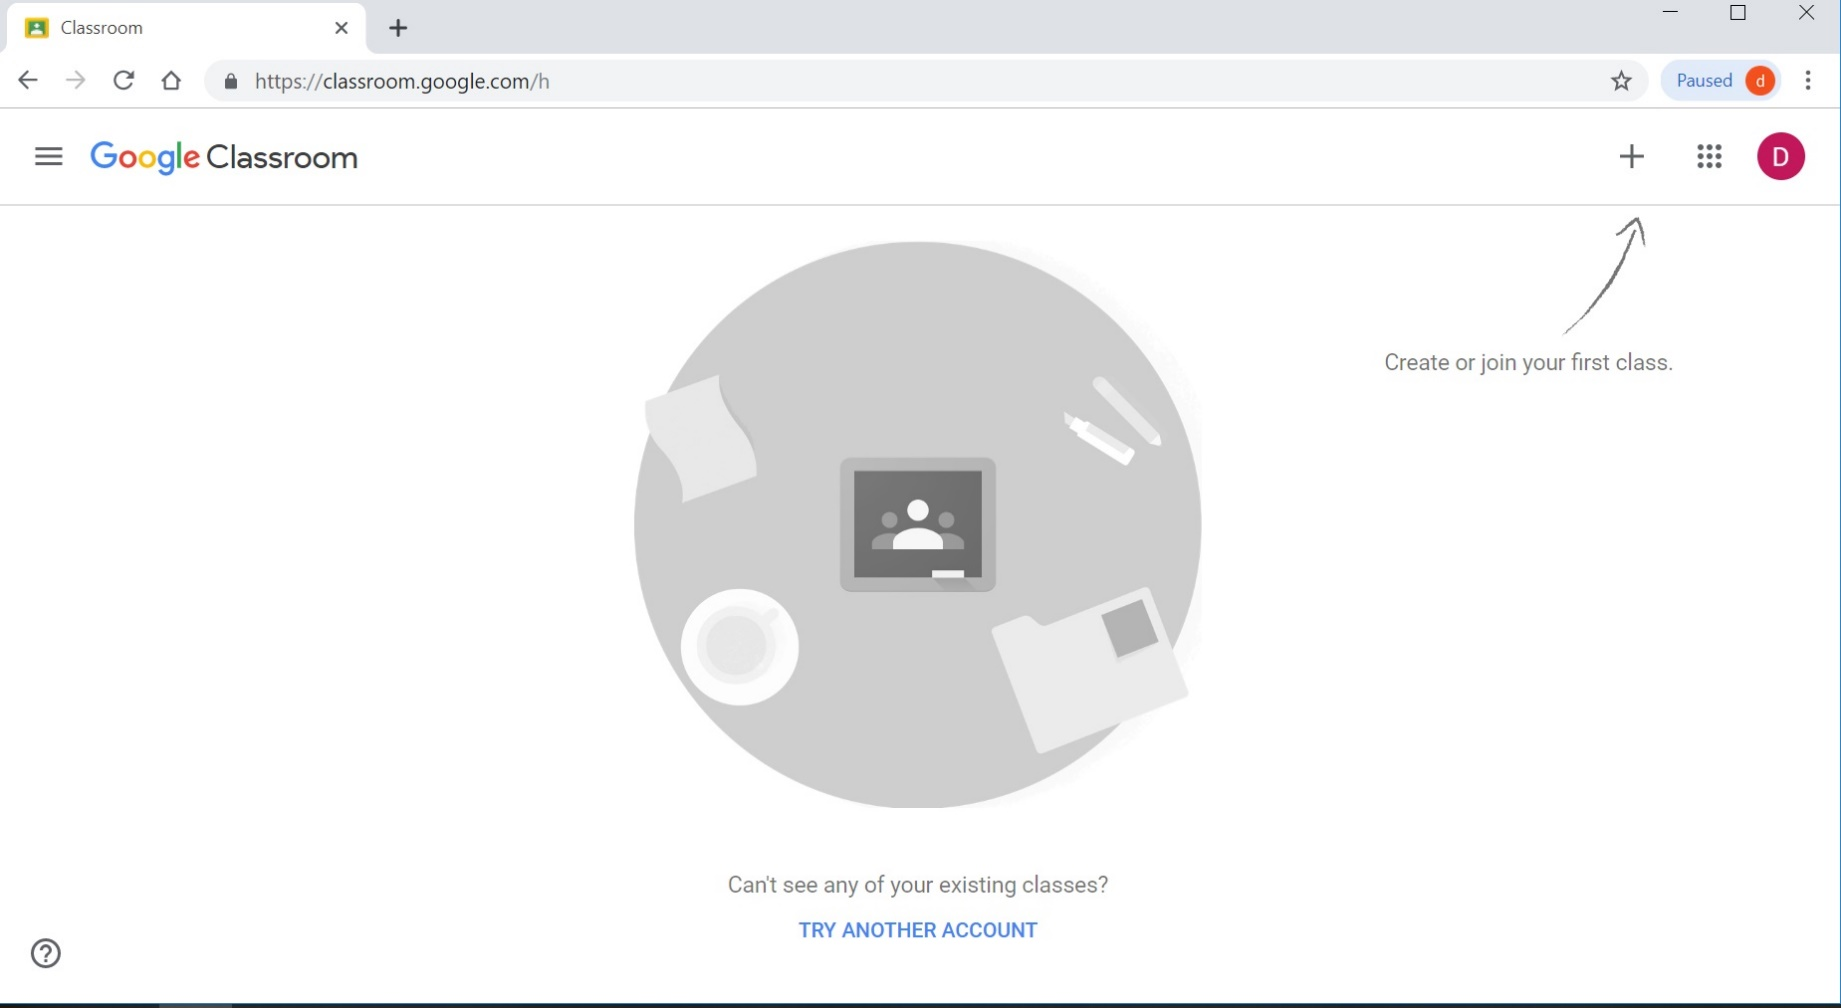 Classroom
https://classroom.google.com/h
Paused d
Google Classroom
D
Create or join your first class.
Can't see any of your existing classes?
TRY ANOTHER ACCOUNT